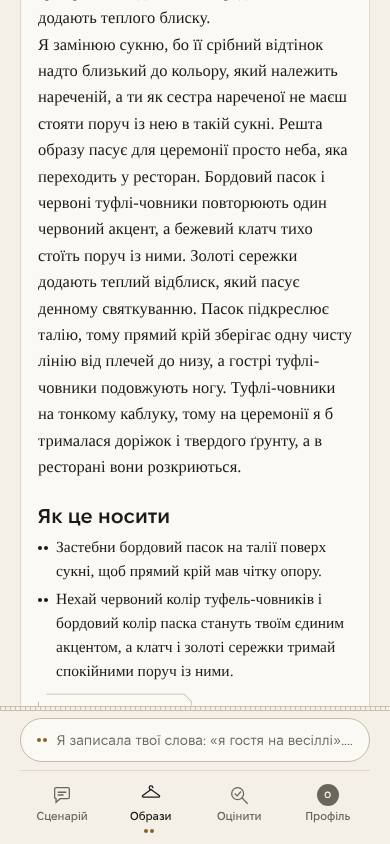 додають теплого блиску.
Я замінюю сукню, бо її срібний відтінок
надто близький до кольору, який належить
нареченій, а ти як сестра нареченої не маєш
стояти поруч із нею в такій сукні. Решта
образу пасує для церемонії просто неба, яка
переходить у ресторан. Бордовий пасок і
червоні туфлі-човники повторюють один
червоний акцент, а бежевий клатч тихо
стоїть поруч із ними. Золоті сережки
додають теплий відблиск, який пасує
денному святкуванню. Пасок підкреслює
талію, тому прямий крій зберігає одну чисту
лінію від плечей до низу, а гострі туфлі-
човники подовжують ногу. Туфлі-човники
на тонкому каблуку, тому на церемонії я б
трималася доріжок і твердого ґрунту, а в
ресторані вони розкриються.
Як це носити
Застебни бордовий пасок на талії поверх
сукні, щоб прямий крій мав чітку опору.
Нехай червоний колір туфель-човників і
бордовий колір паска стануть твоїм єдиним
акцентом, а клатч і золоті сережки тримай
спокійними поруч із ними.
Я записала твої слова: «я гостя на весіллі»....
Сценарій
Образи
Оцінити
О
Профіль